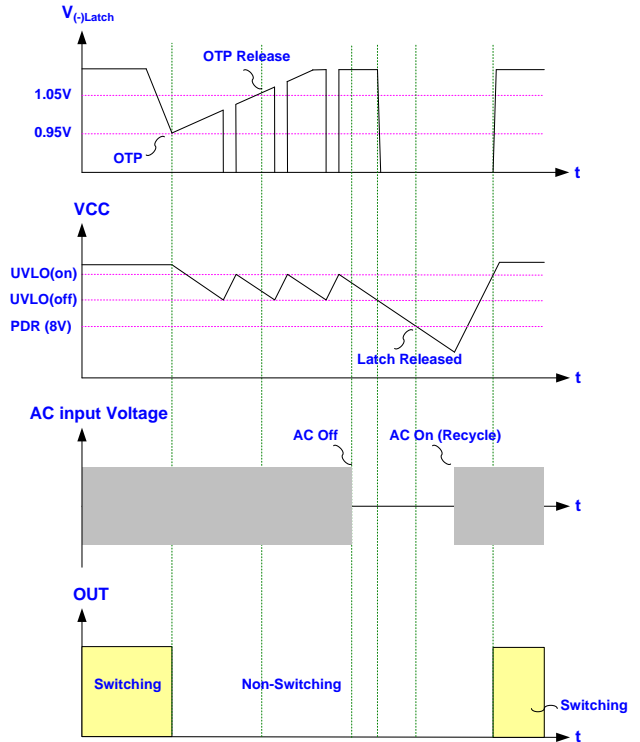 V(-)Latch
OTP Release
1.05V
0.95V
OTP
t
VCC
UVLO(on)
UVLO(off)
PDR (8V)
Latch Released
t
AC input Voltage
AC Off
AC On (Recycle)
t
OUT
Switching
Non-Switching
Switching
t